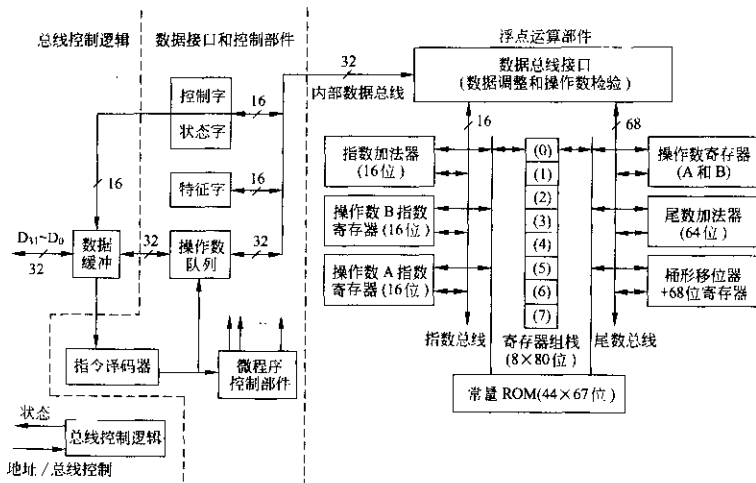 总线控制逻辑
数据接口和控制部件
浮点运算部件
32
内部数据总线
数据总线接口
(数据调整和操作数检验)
控制字
状态字
16
16
68
16
特征字
16
指数加法器
(16位)
操作数 B 指数
寄存器 (16位)
操作数 A 指数
寄存器 (16位)
(0)
(1)
(2)
(3)
(4)
(5)
(6)
(7)
操作数寄存器
(A 和 B)
尾数加法器
(64位)
桶形移位器
+68位寄存器
D31~D0
32
数据
缓冲
32
操作数
队列
32
指数总线
寄存器组栈
(8×80位)
尾数总线
指令译码器
微程序
控制部件
常量 ROM(44×67位)
状态
总线控制逻辑
地址/总线控制